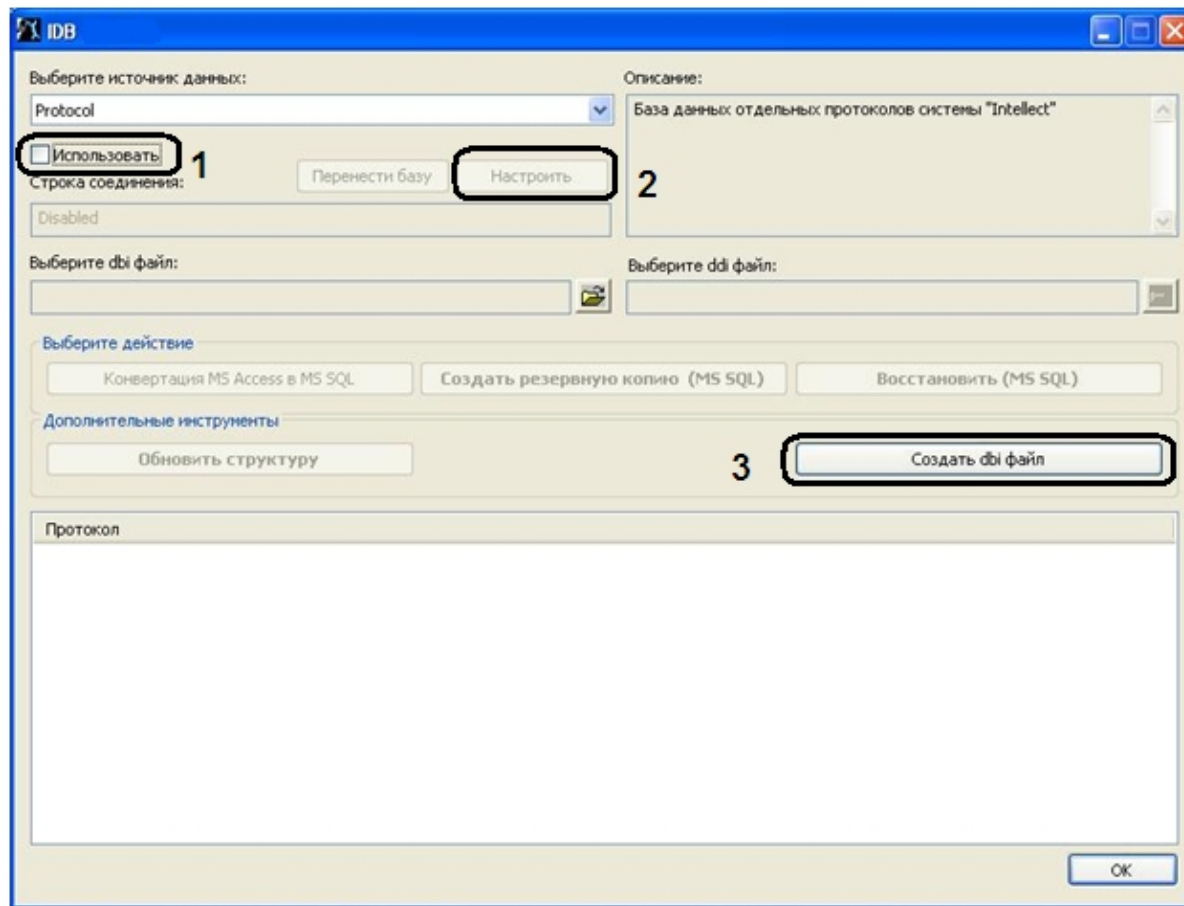 IDB
Выберите источник данных:
Описание:
Protocol
База данных отдельных протоколов системы "Intellect"
Использовать
1
Перенести базу
Настроить
2
Строка соединения:
Disabled
Выберите dbi файл:
Выберите ddi файл:
Выберите действие
Конвертация MS Access в MS SQL
Создать резервную копию (MS SQL)
Восстановить (MS SQL)
Дополнительные инструменты
Обновить структуру
3
Создать dbi файл
Протокол
OK